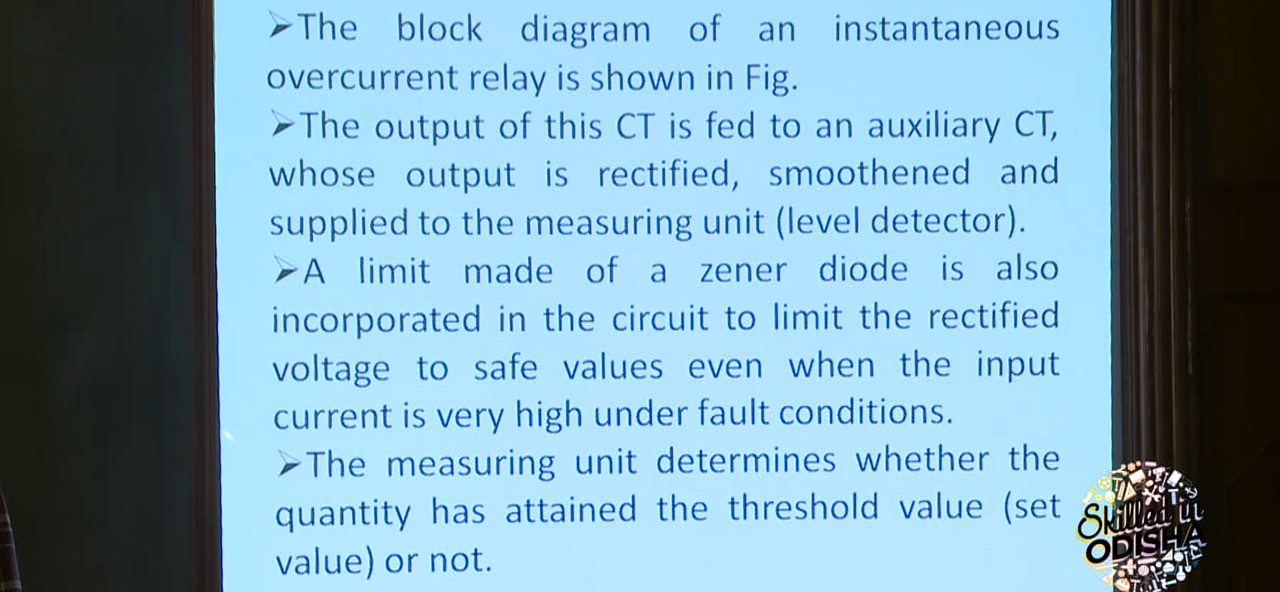 ➢The block diagram of an instantaneous
overcurrent relay is shown in Fig.
➢The output of this CT is fed to an auxiliary CT,
whose output is rectified, smoothened and
supplied to the measuring unit (level detector).
➢A limit made of a zener diode is also
incorporated in the circuit to limit the rectified
voltage to safe values even when the input
current is very high under fault conditions.
➢The measuring unit determines whether the
quantity has attained the threshold value (set
value) or not.
Skilled in
ODISHA